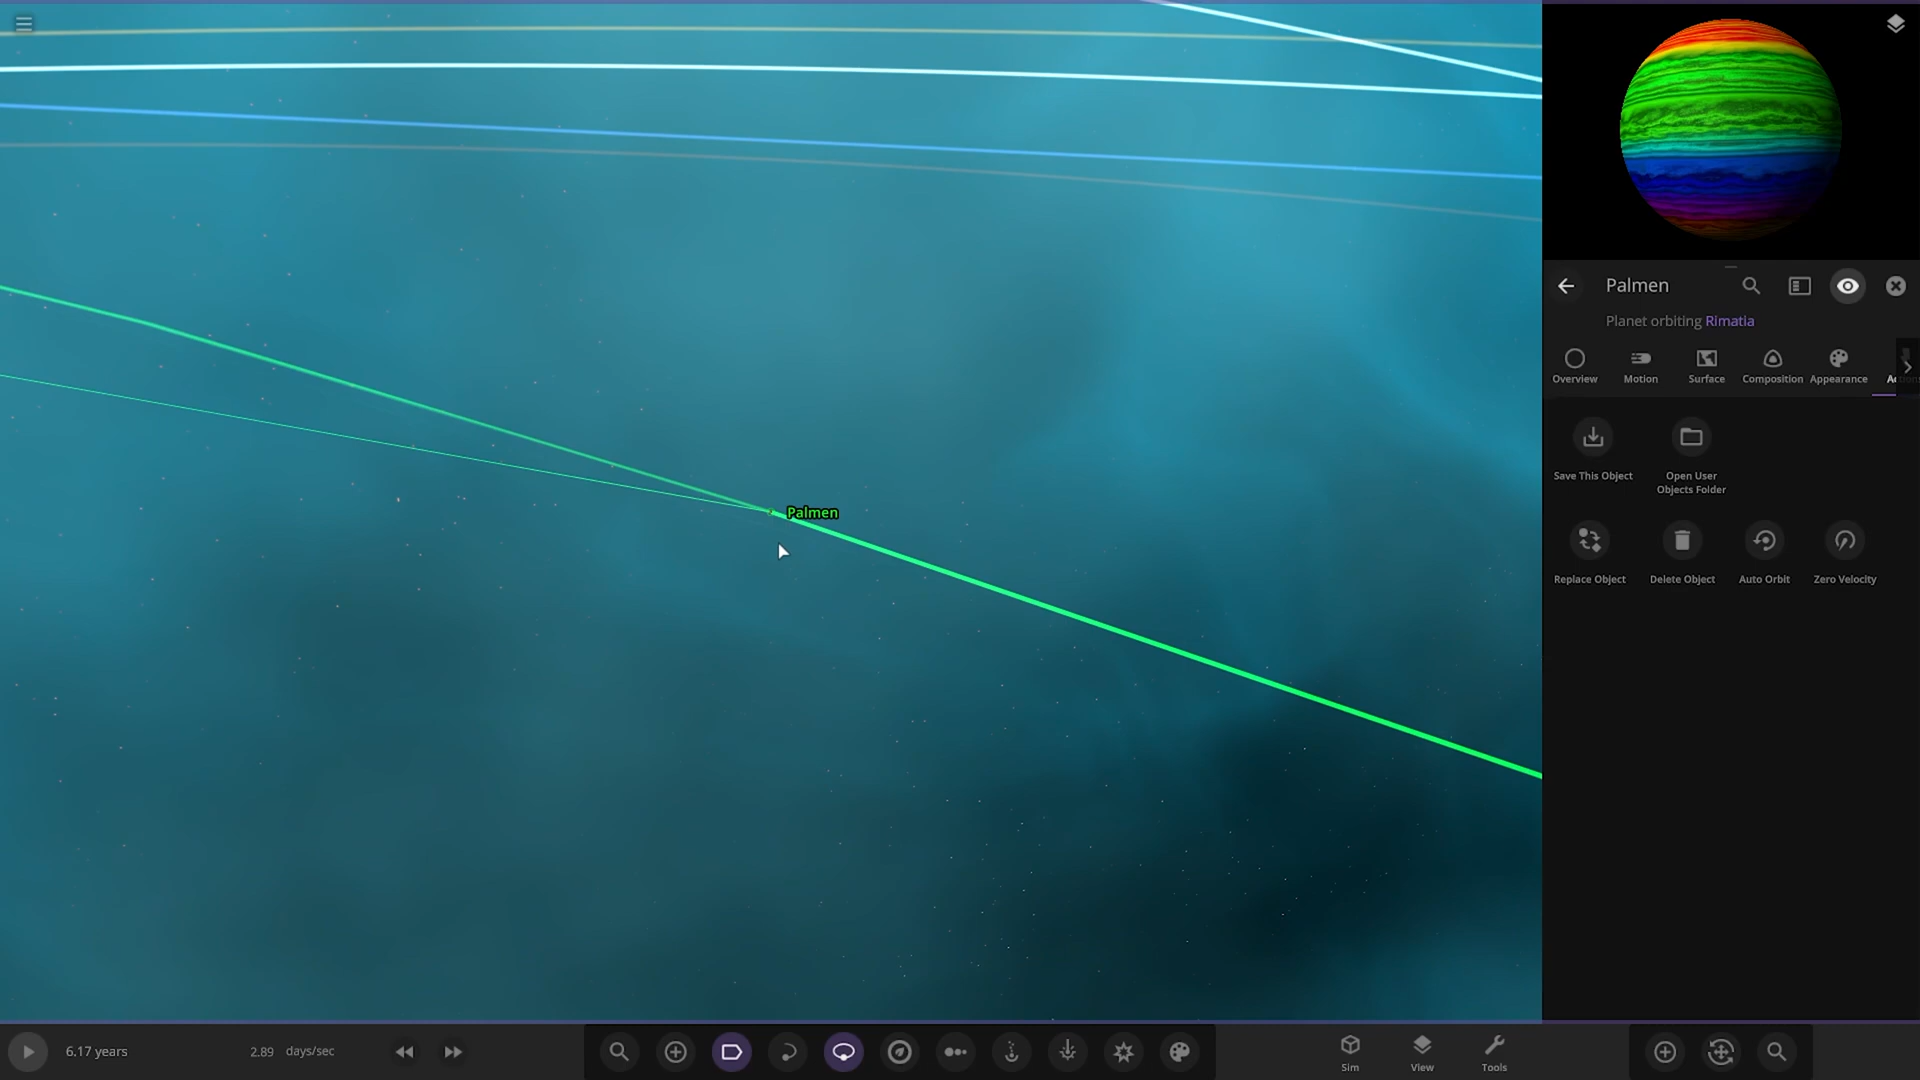 Palmen
Palmen
Planet orbiting Rimatia
Overview
Motion
Surface
Composition
Appearance
Save This Object
Open User
Objects Folder
Replace Object
Delete Object
Auto Orbit
Zero Velocity
6.17 years
2.89 days/sec
Sim
View
Tools